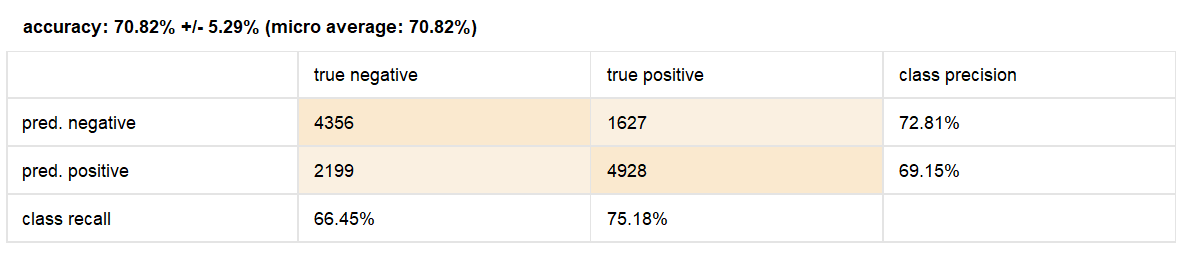 accuracy: 70.82% +/- 5.29% (micro average: 70.82%)
true negative true positive class precision
pred. negative 4356 1627 72.81%
pred. positive 2199 4928 69.15%
class recall 66.45% 75.18%